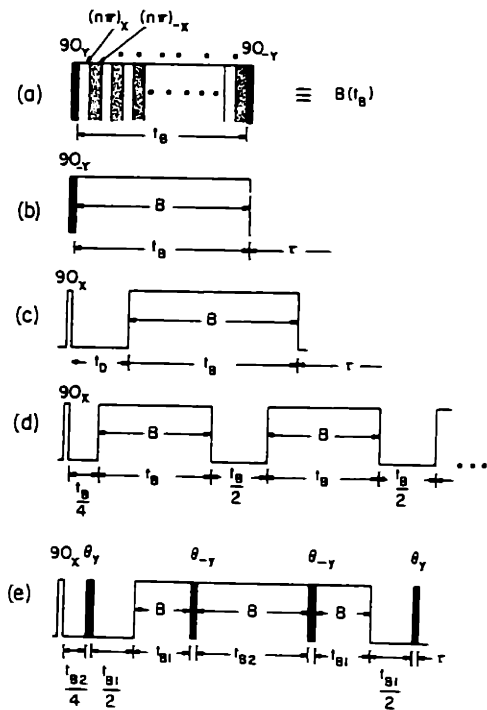 (nπ)ₓ (nπ)₋ₓ
90Y 90-Y
(a) ≡ B(tB)
tB
90-Y
(b) B
tB τ
90x
(c) B
tD tB τ
90x
(d) B B
tB/4 tB tB/2 tB tB/2
90x θy θ-y θ-y θy
(e) B B B
tB2/4 tB1/2 tB1 tB2 tB1 tB1/2 τ